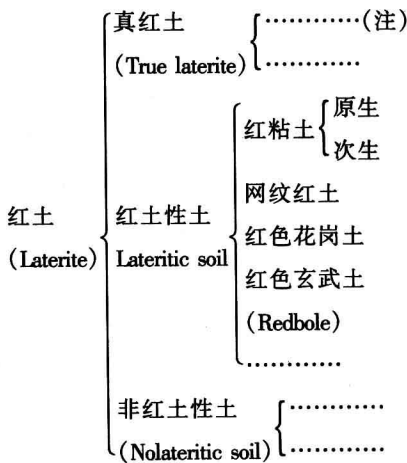 红土
(Laterite)
真红土
(True laterite)
…………(注)
…………
红土性土
Lateritic soil
红粘土
原生
次生
网纹红土
红色花岗土
红色玄武土
(Redbole)
…………
非红土性土
(Nolateritic soil)
…………
…………